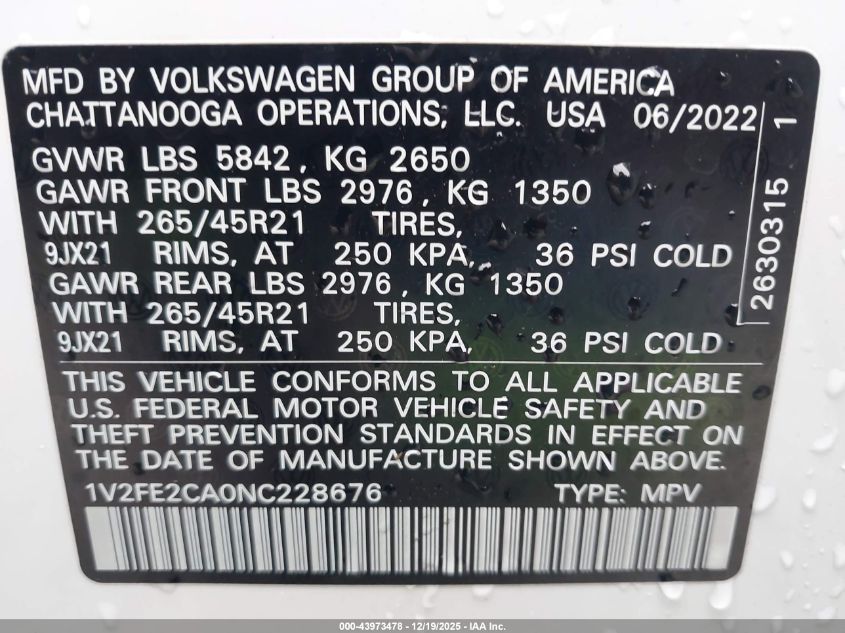 MFD BY VOLKSWAGEN GROUP OF AMERICA
CHATTANOOGA OPERATIONS, LLC. USA 06/2022
GVWR LBS 5842, KG 2650
GAWR FRONT LBS 2976, KG 1350
WITH 265/45R21 TIRES,
9JX21 RIMS, AT 250 KPA, 36 PSI COLD
GAWR REAR LBS 2976, KG 1350
WITH 265/45R21 TIRES,
9JX21 RIMS, AT 250 KPA, 36 PSI COLD
2630315 1
THIS VEHICLE CONFORMS TO ALL APPLICABLE
U.S. FEDERAL MOTOR VEHICLE SAFETY AND
THEFT PREVENTION STANDARDS IN EFFECT ON
THE DATE OF MANUFACTURE SHOWN ABOVE.
1V2FE2CA0NC228676 TYPE: MPV
000-43973478 - 12/19/2025 - IAA Inc.